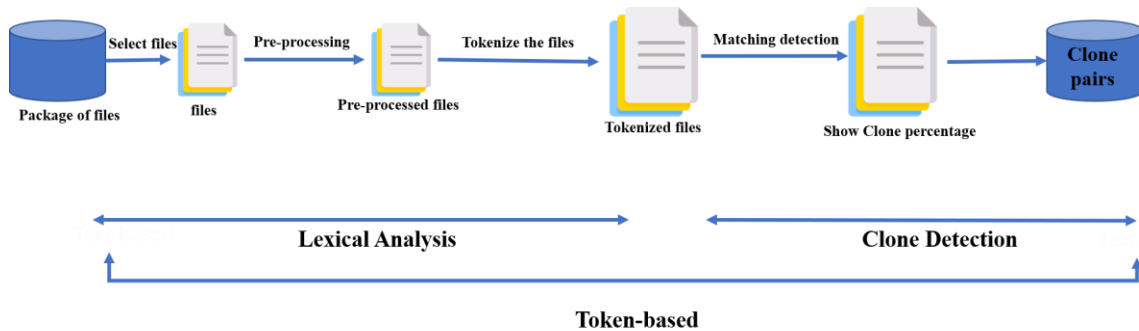 Select files
Pre-processing
Tokenize the files
Matching detection
Clone
pairs
Package of files
files
Pre-processed files
Tokenized files
Show Clone percentage
Lexical Analysis
Clone Detection
Token-based